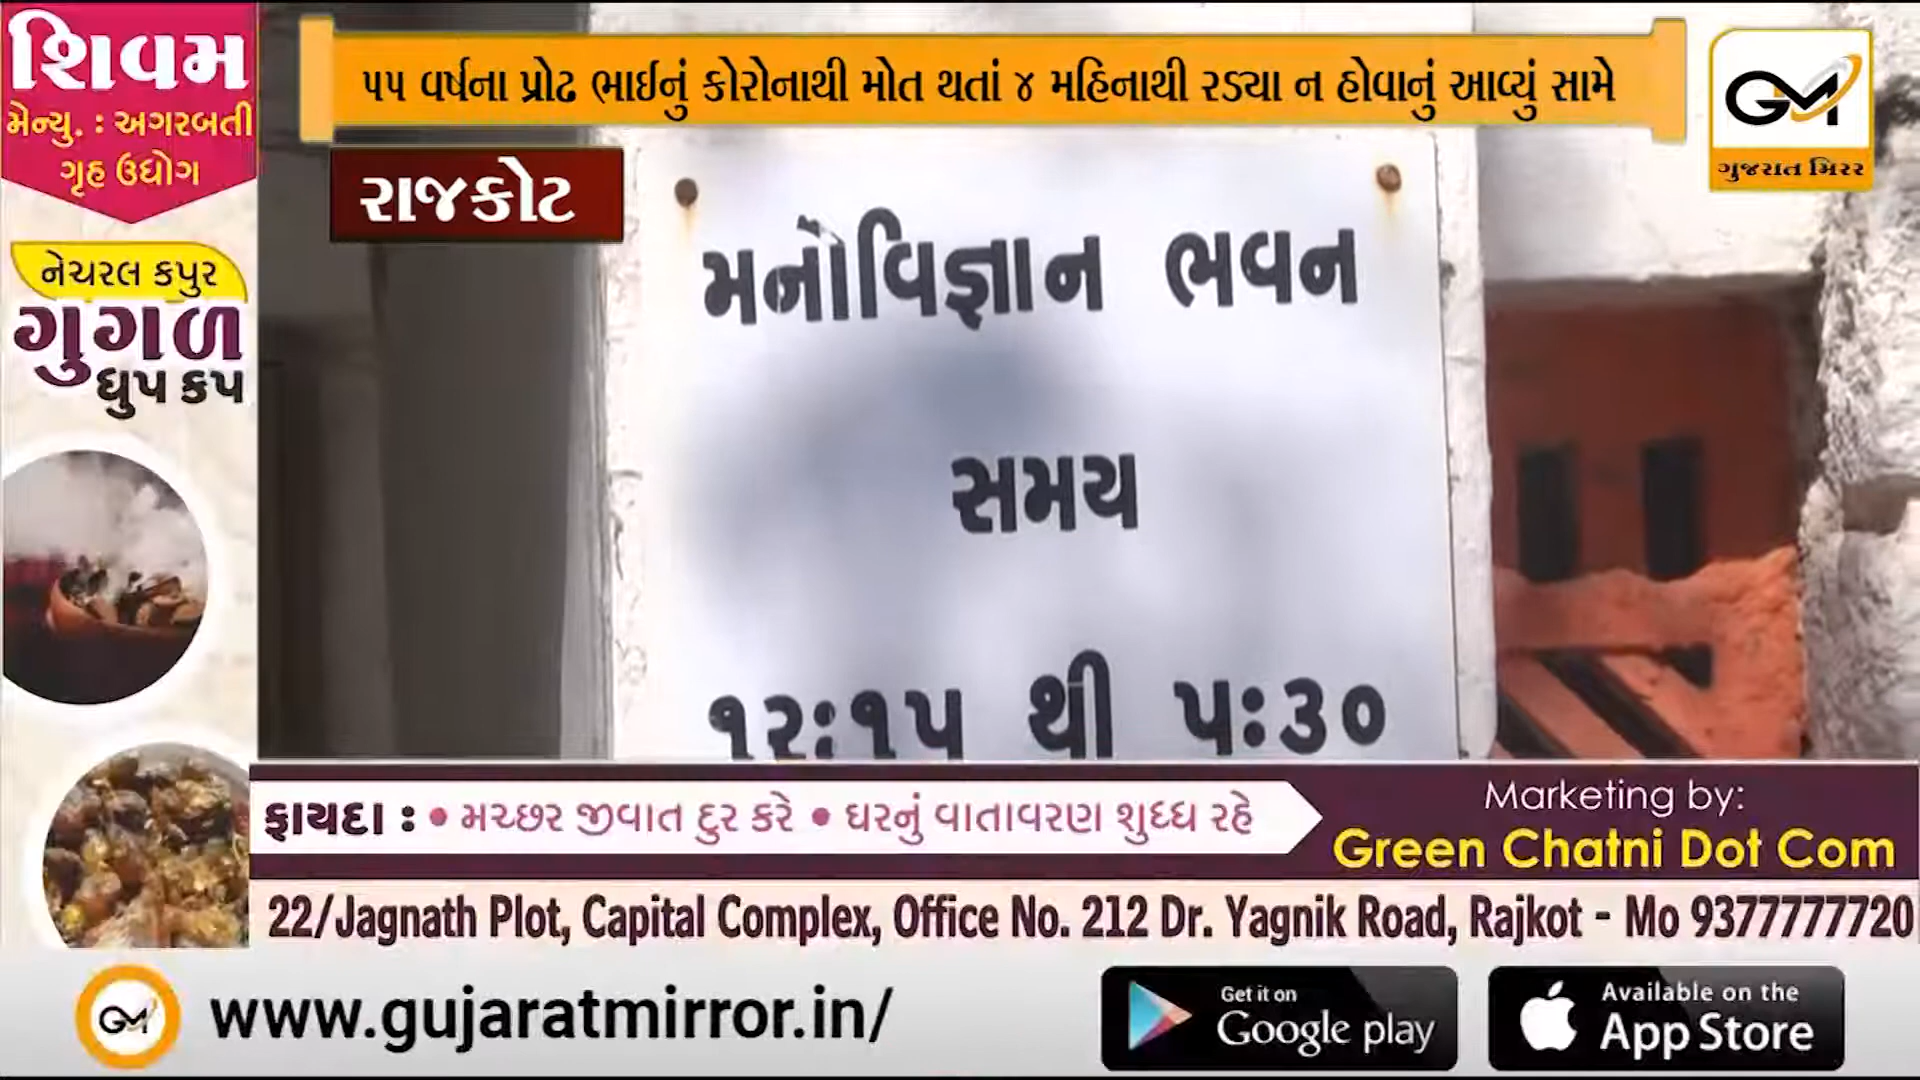 શિવમ
મેન્યુ. : અગરબતી
ગૃહ ઉધોગ
નેચરલ કપુર
ગુગળ
ધુપ કપ
૫૫ વર્ષના પ્રોઢ ભાઈનું કોરોનાથી મોત થતાં ૪ મહિનાથી રડ્યા ન હોવાનું આવ્યું સામે
રાજકોટ
GM
ગુજરાત મિરર
મનોવિજ્ઞાન ભવન
સમય
૧૨:૧૫ થી ૫:૩૦
ફાયદા : • મચ્છર જીવાત દુર કરે • ઘરનું વાતાવરણ શુધ્ધ રહે
Marketing by:
Green Chatni Dot Com
22/Jagnath Plot, Capital Complex, Office No. 212 Dr. Yagnik Road, Rajkot - Mo 9377777720
GM
www.gujaratmirror.in/
Get it on
Google play
Available on the
App Store